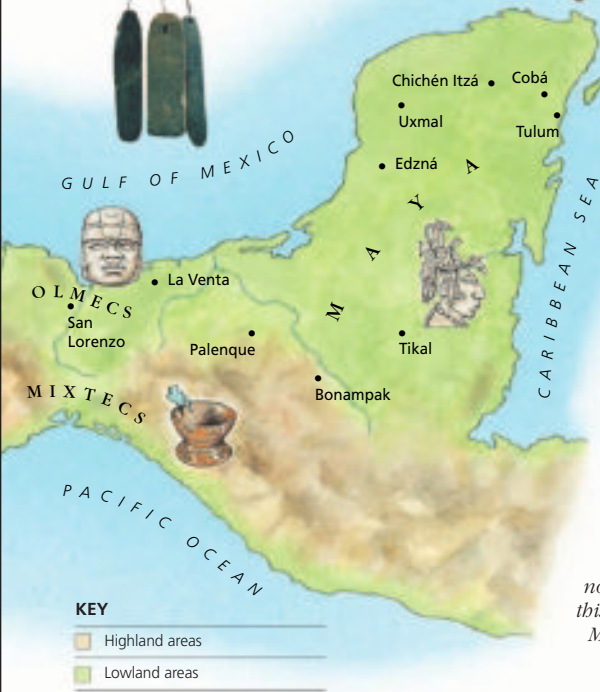 Chichén Itzá
Cobá
Uxmal
Tulum
GULF OF MEXICO
Edzná
MAYA
CARIBBEAN SEA
La Venta
OLMECS
San
Lorenzo
Palenque
Tikal
MIXTECS
Bonampak
PACIFIC OCEAN
KEY
Highland areas
Lowland areas
this
M